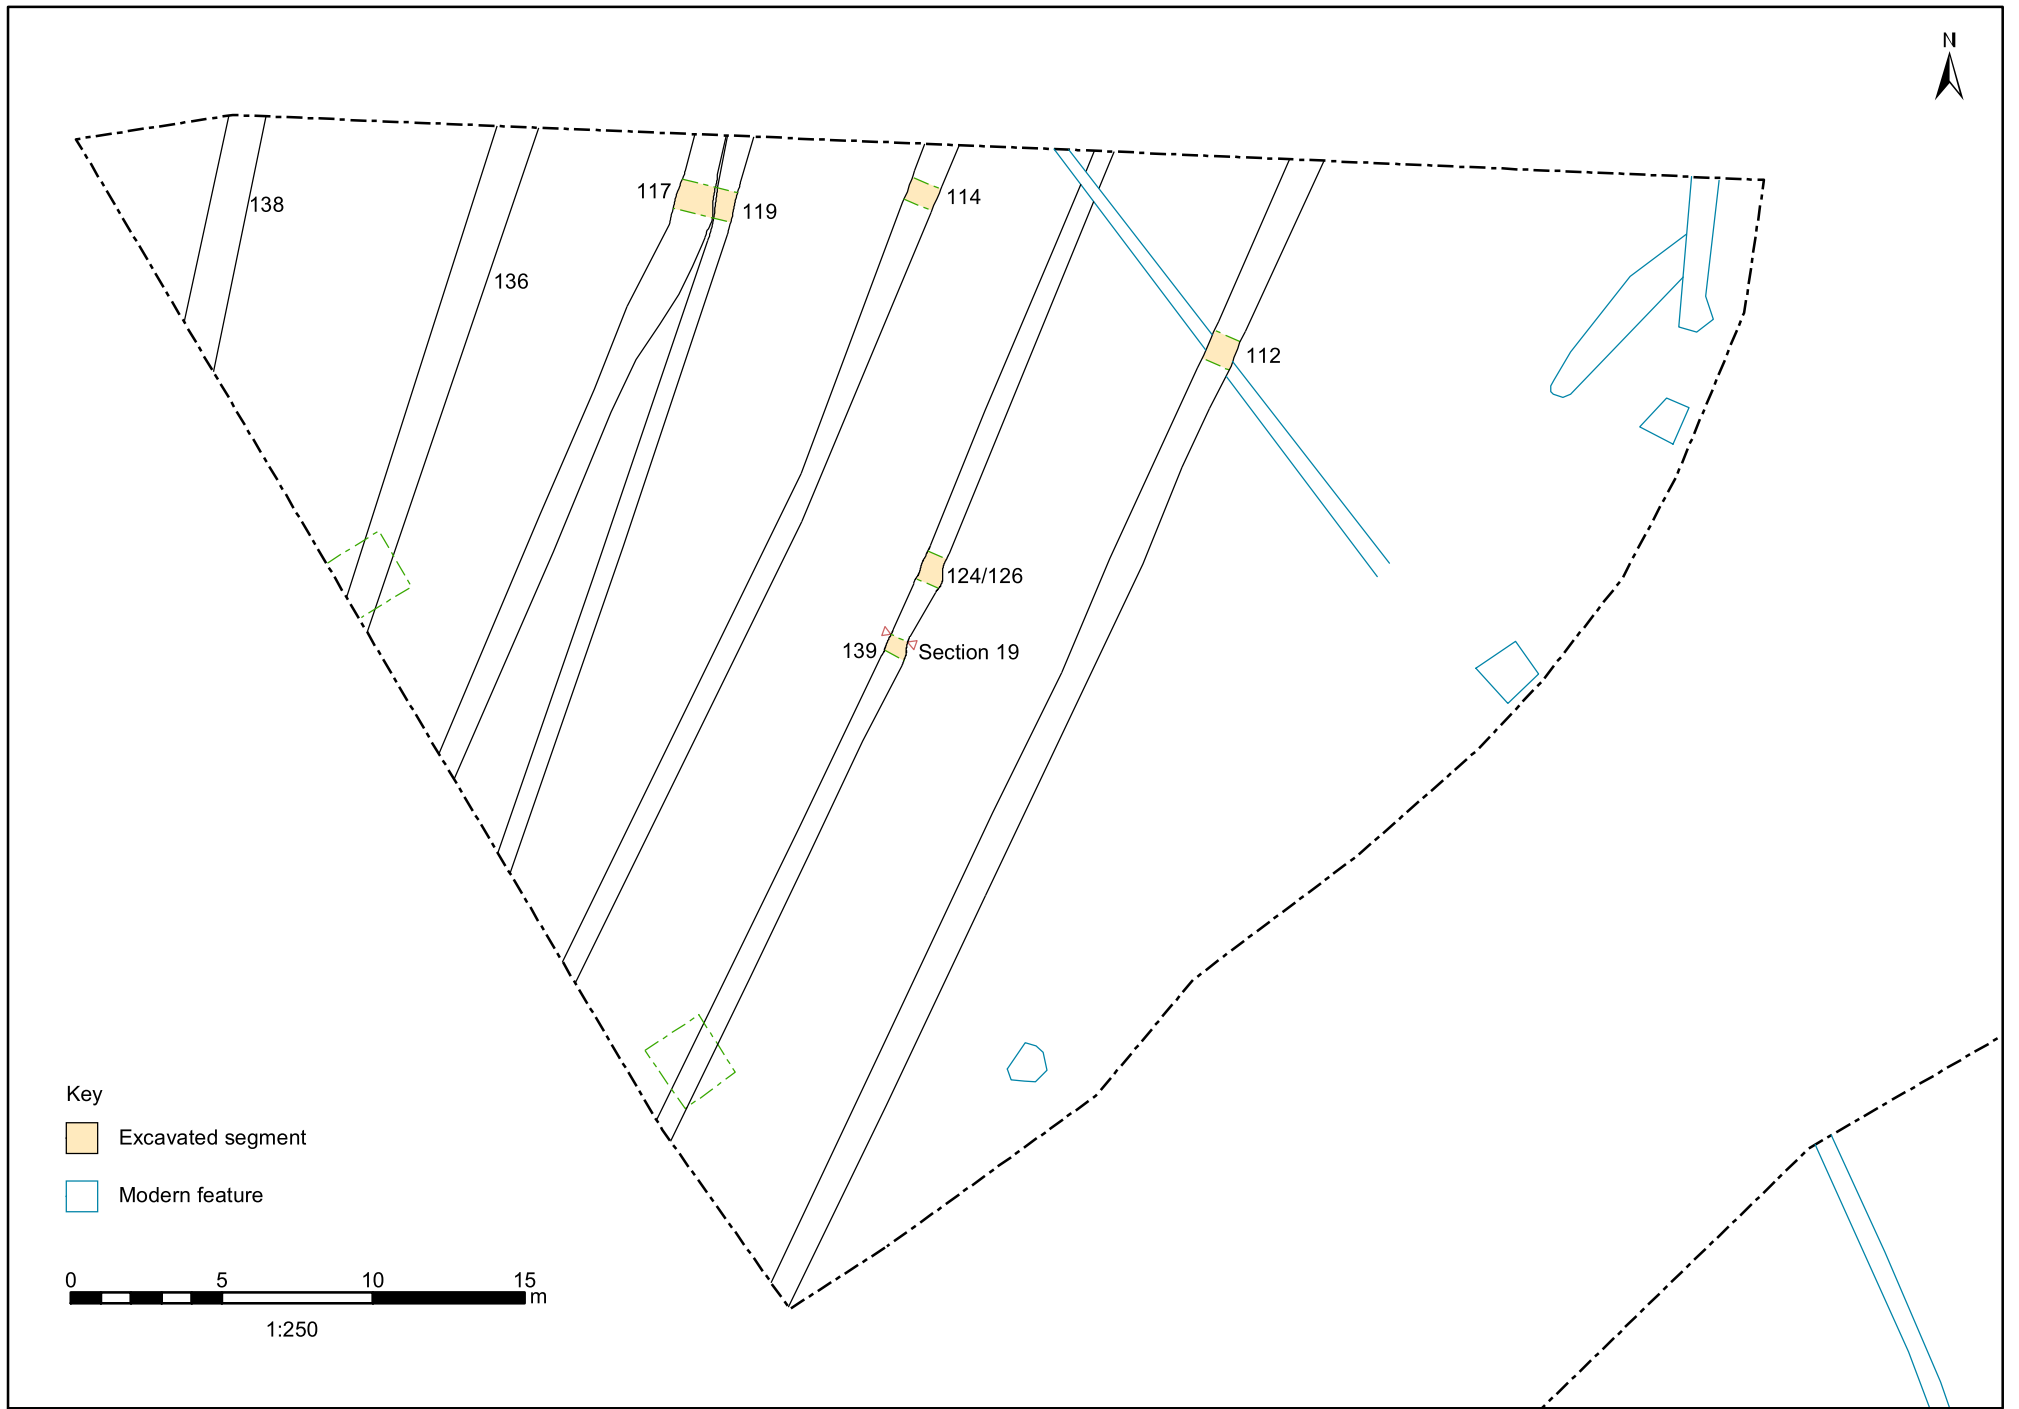 N
117
119
114
138
136
112
124/126
139
Section 19
Key
Excavated segment
Modern feature
0 5 10 15
m
1:250